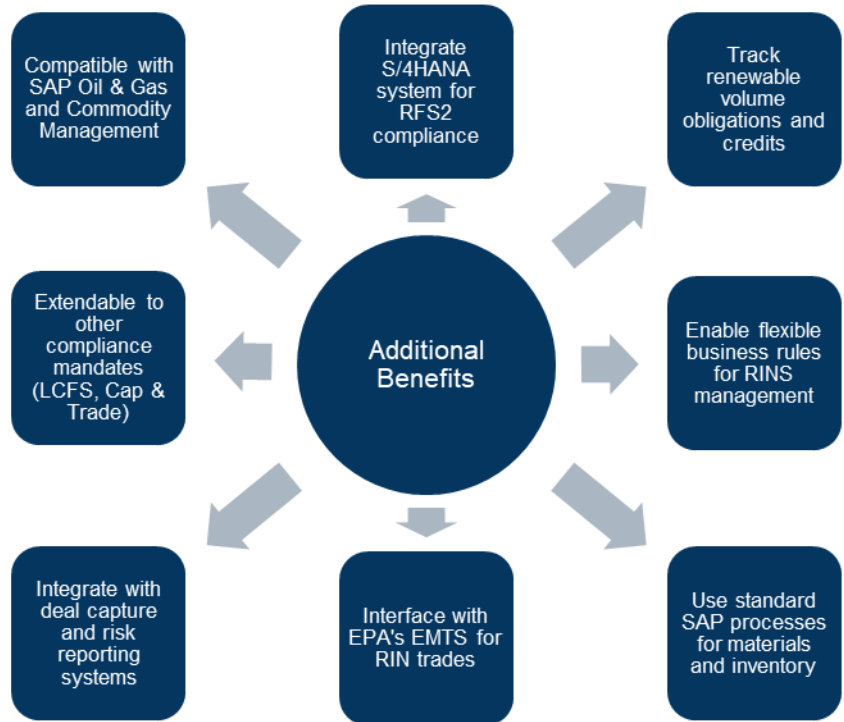 Compatible with
SAP Oil & Gas
and Commodity
Management
Integrate
S/4HANA
system for
RFS2
compliance
Track
renewable
volume
obligations and
credits
Extendable to
other
compliance
mandates
(LCFS, Cap &
Trade)
Additional
Benefits
Enable flexible
business rules
for RINS
management
Integrate with
deal capture
and risk
reporting
systems
Interface with
EPA's EMTS for
RIN trades
Use standard
SAP processes
for materials
and inventory